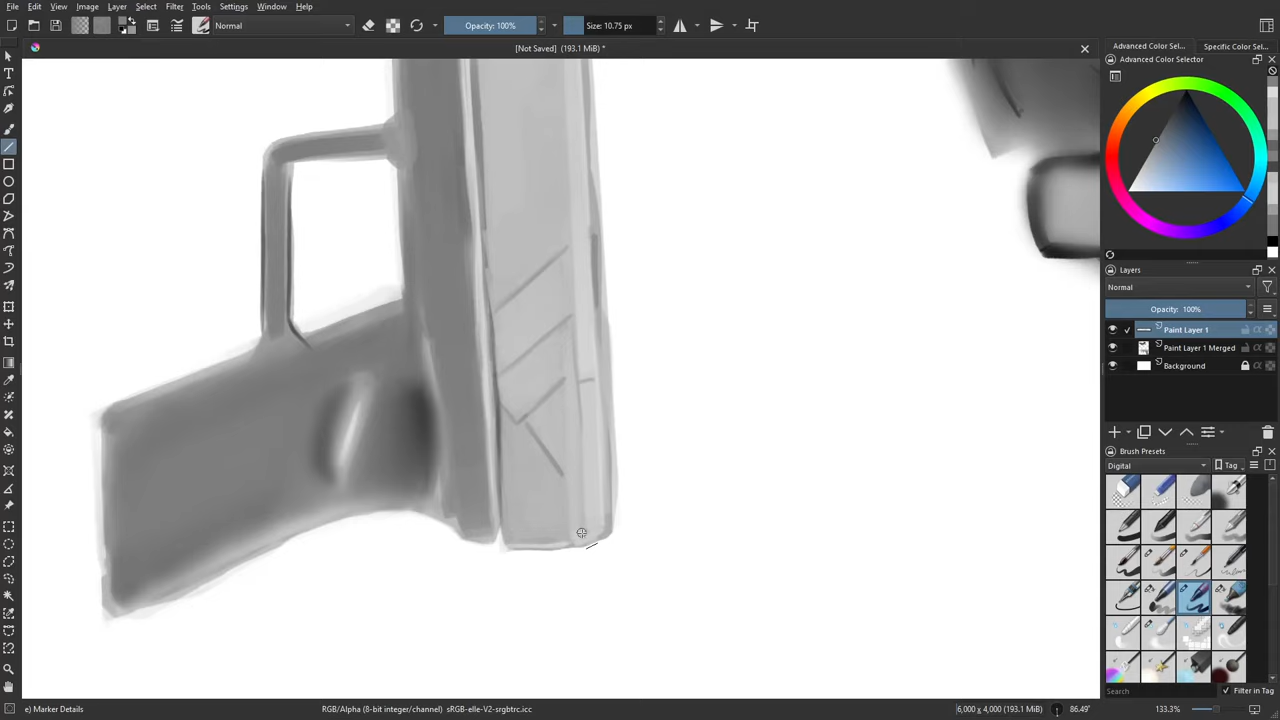 File Edit View Image Layer Select Filter Tools Settings Window Help
Normal
Opacity: 100%
Size: 10.75 px
[Not Saved] (193.1 MiB) *
Advanced Color Sel...
Specific Color Sel...
Advanced Color Selector
Layers
Normal
Opacity: 100%
Paint Layer 1
Paint Layer 1 Merged
Background
Brush Presets
Digital
Tag
Search
Filter in Tag
e) Marker Details
RGB/Alpha (8-bit integer/channel) sRGB-elle-V2-srgbtrc.icc
6,000 x 4,000 (193.1 MiB)
86.49°
133.3%